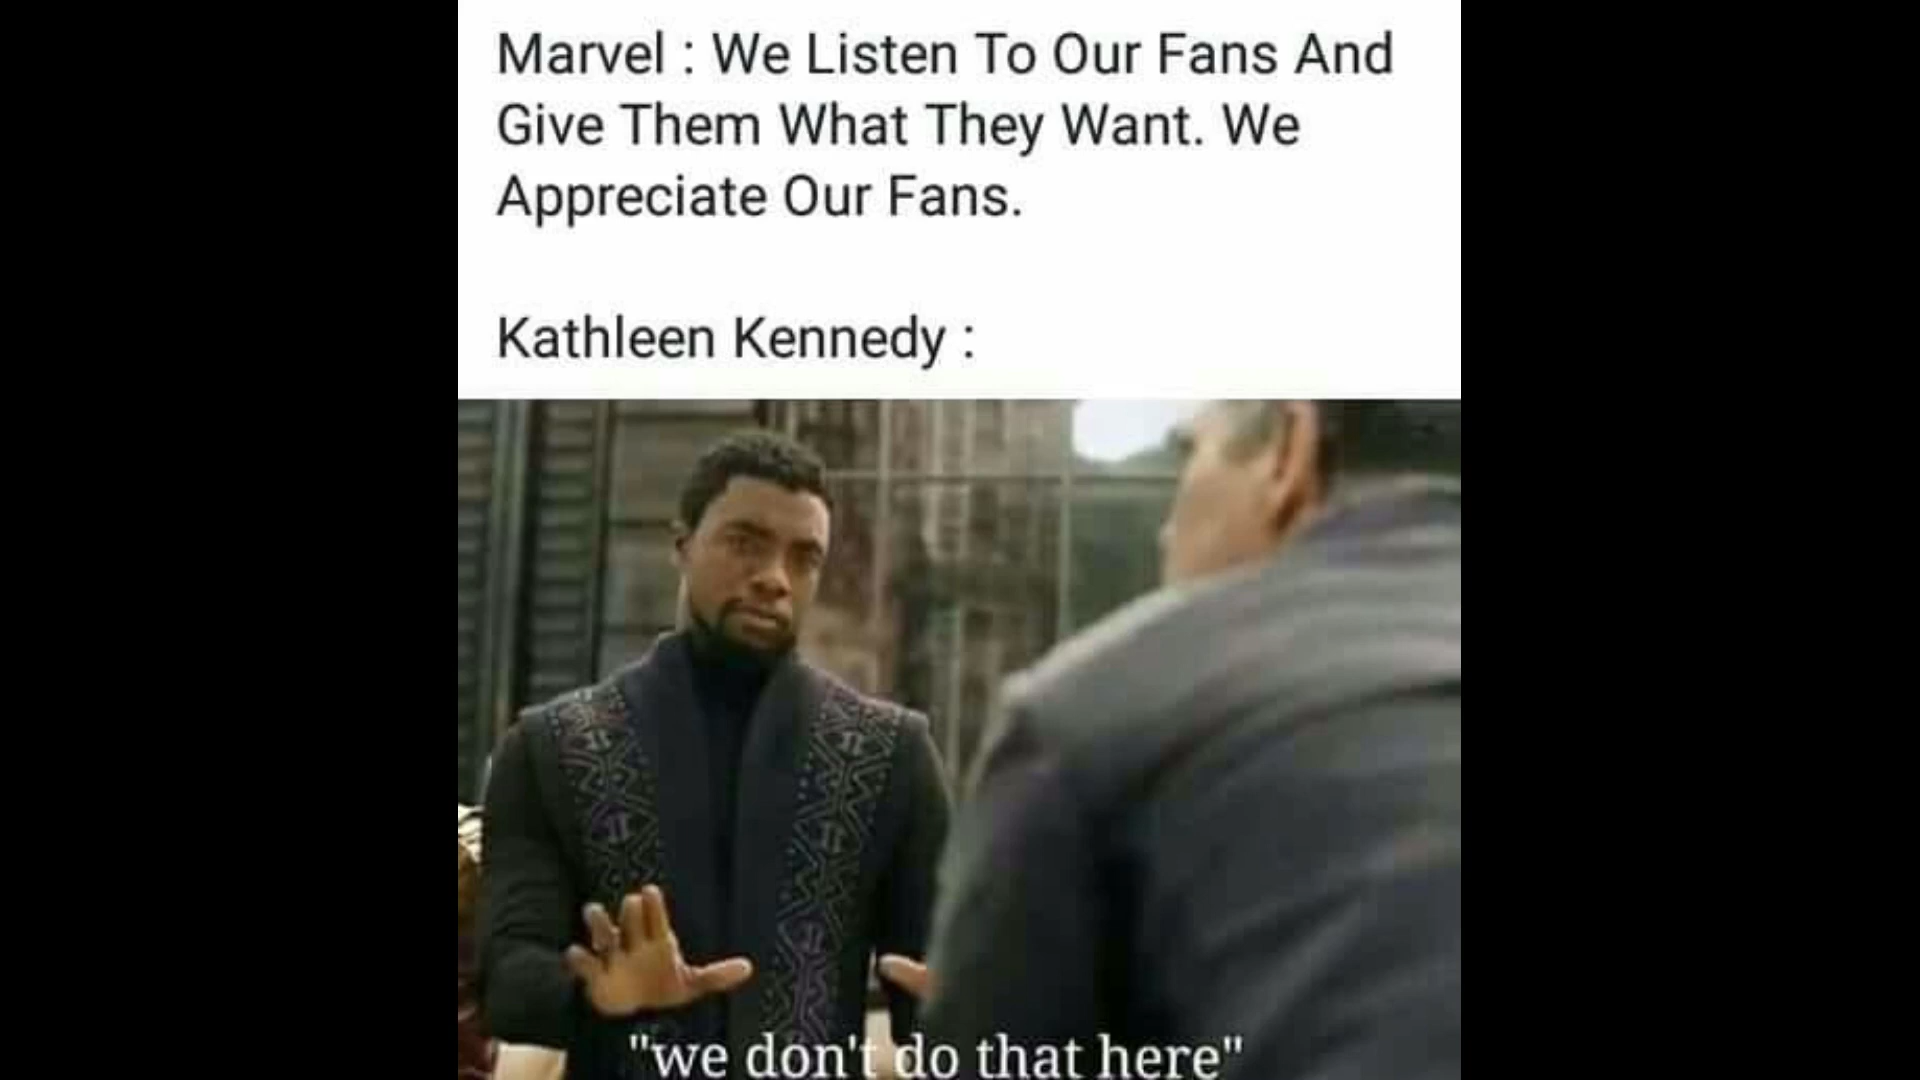 Marvel : We Listen To Our Fans And
Give Them What They Want. We
Appreciate Our Fans.
Kathleen Kennedy :
"we don't do that here"